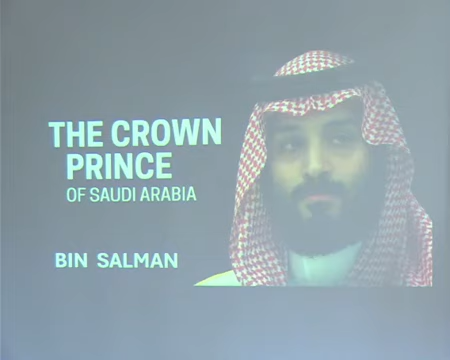 THE CROWN
PRINCE
OF SAUDI ARABIA
BIN SALMAN